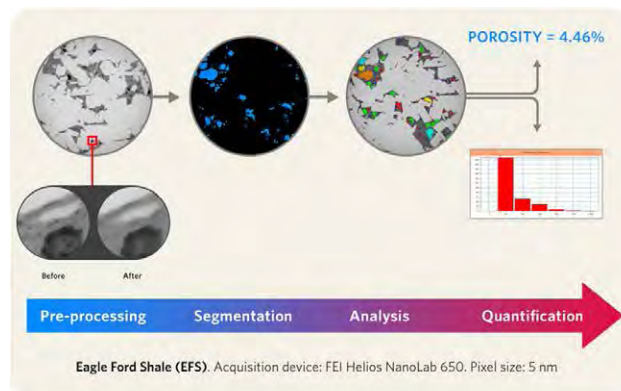 POROSITY = 4.46%
Before
After
Pre-processing
Segmentation
Analysis
Quantification
Eagle Ford Shale (EFS). Acquisition device: FEI Helios NanoLab 650. Pixel size: 5 nm